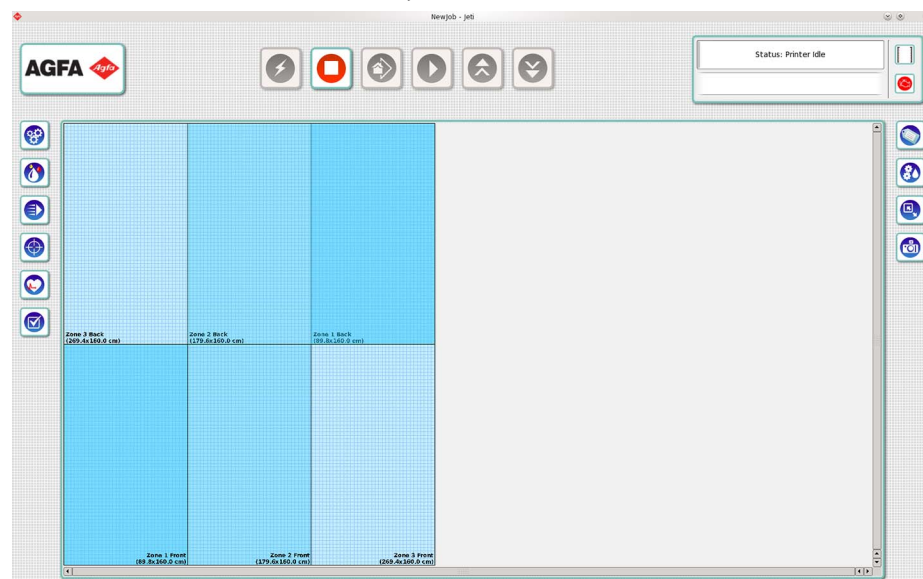 NewJob - Jeti
AGFA
Agfa
Status: Printer Idle
Zone 3 Back
(269.4x160.0 cm)
Zone 2 Back
(179.6x160.0 cm)
Zone 1 Back
(89.8x160.0 cm)
Zone 1 Front
(89.8x160.0 cm)
Zone 2 Front
(179.6x160.0 cm)
Zone 3 Front
(269.4x160.0 cm)